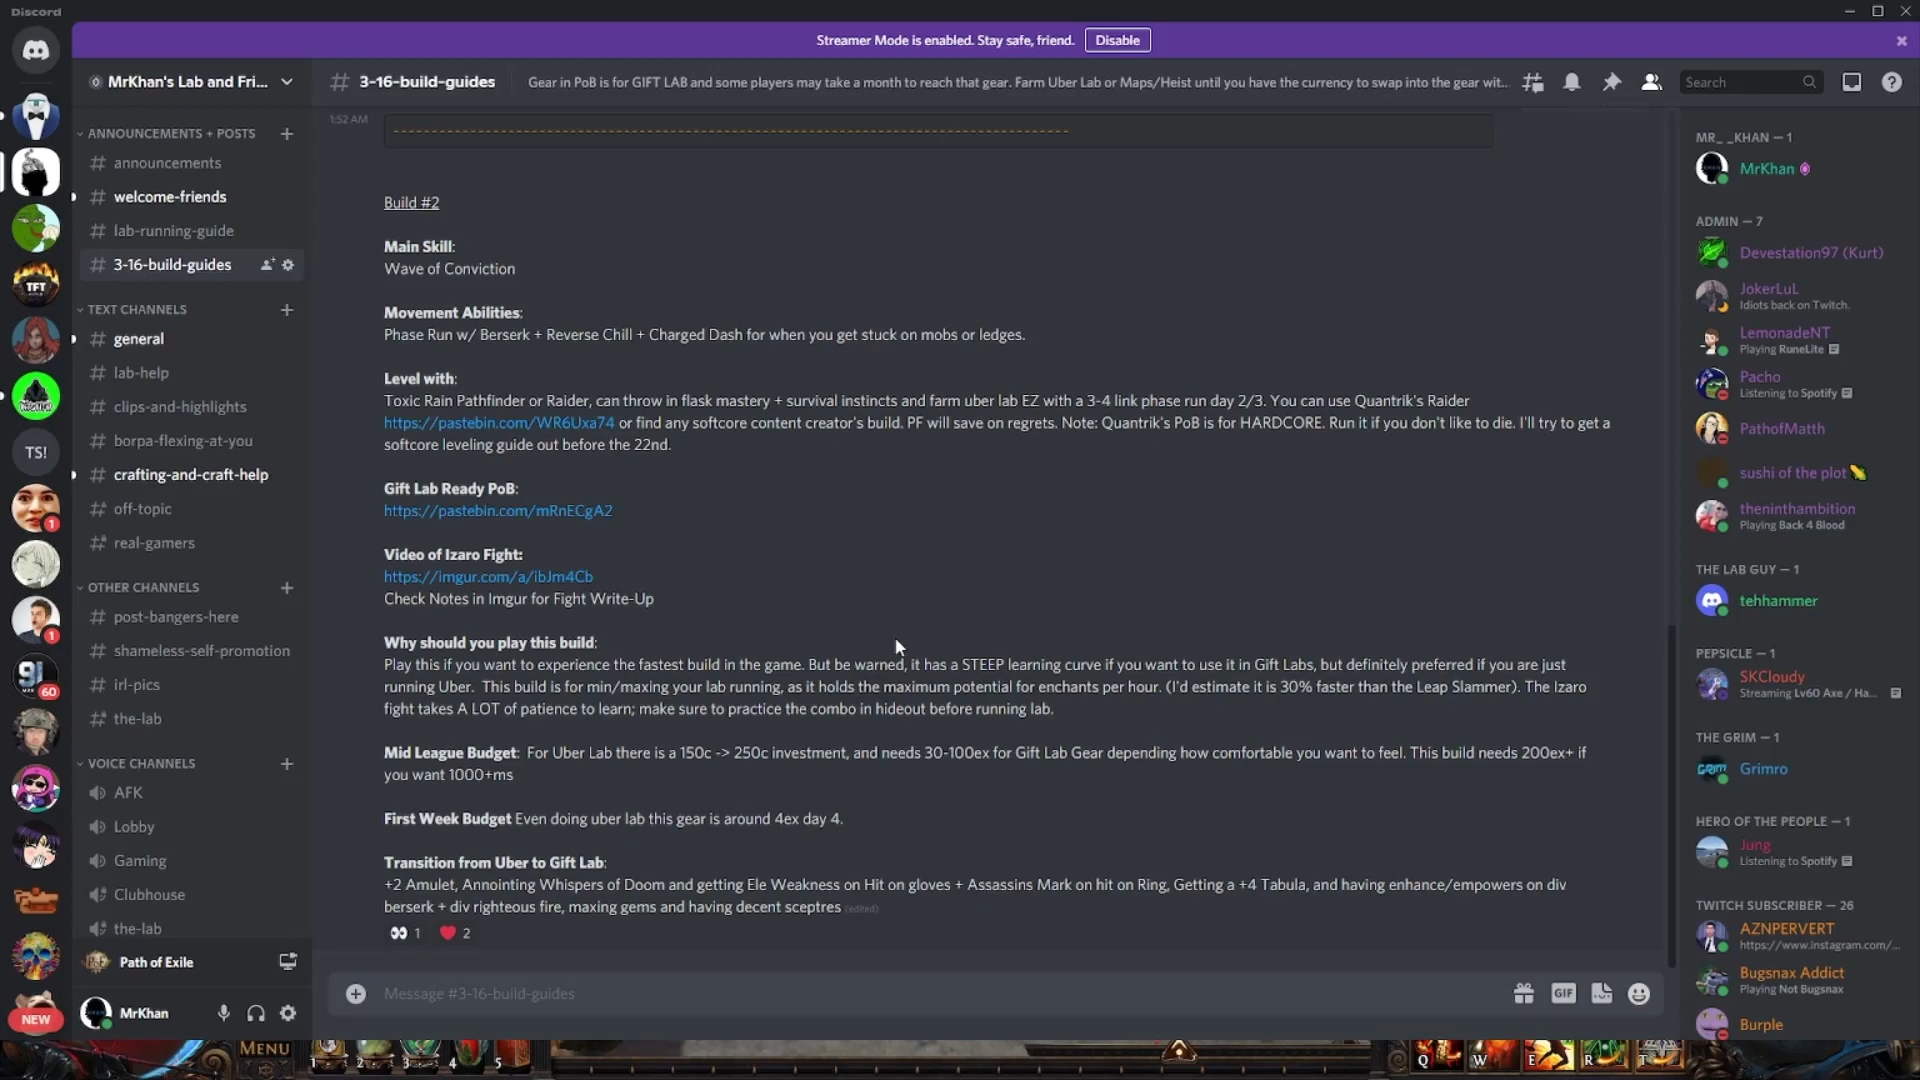 Discord
Streamer Mode is enabled. Stay safe, friend.
Disable
MrKhan's Lab and Fri...
3-16-build-guides
Gear in PoB is for GIFT LAB and some players may take a month to reach that gear. Farm Uber Lab or Maps/Heist until you have the currency to swap into the gear wit...
Search
ANNOUNCEMENTS + POSTS
announcements
welcome-friends
lab-running-guide
3-16-build-guides
TEXT CHANNELS
general
lab-help
clips-and-highlights
borpa-flexing-at-you
crafting-and-craft-help
off-topic
real-gamers
OTHER CHANNELS
post-bangers-here
shameless-self-promotion
irl-pics
the-lab
VOICE CHANNELS
AFK
Lobby
Gaming
Clubhouse
the-lab
Path of Exile
MrKhan
TFT
TS!
1
1
91
60
NEW
1:52 AM
--------------------------------------------------------------------------------
Build #2
Main Skill:
Wave of Conviction
Movement Abilities:
Phase Run w/ Berserk + Reverse Chill + Charged Dash for when you get stuck on mobs or ledges.
Level with:
Toxic Rain Pathfinder or Raider, can throw in flask mastery + survival instincts and farm uber lab EZ with a 3-4 link phase run day 2/3. You can use Quantrik's Raider
https://pastebin.com/WR6Uxa74 or find any softcore content creator's build. PF will save on regrets. Note: Quantrik's PoB is for HARDCORE. Run it if you don't like to die. I'll try to get a
softcore leveling guide out before the 22nd.
Gift Lab Ready PoB:
https://pastebin.com/mRnECgA2
Video of Izaro Fight:
https://imgur.com/a/ibJm4Cb
Check Notes in Imgur for Fight Write-Up
Why should you play this build:
Play this if you want to experience the fastest build in the game. But be warned, it has a STEEP learning curve if you want to use it in Gift Labs, but definitely preferred if you are just
running Uber. This build is for min/maxing your lab running, as it holds the maximum potential for enchants per hour. (I'd estimate it is 30% faster than the Leap Slammer). The Izaro
fight takes A LOT of patience to learn; make sure to practice the combo in hideout before running lab.
Mid League Budget: For Uber Lab there is a 150c -> 250c investment, and needs 30-100ex for Gift Lab Gear depending how comfortable you want to feel. This build needs 200ex+ if
you want 1000+ms
First Week Budget Even doing uber lab this gear is around 4ex day 4.
Transition from Uber to Gift Lab:
+2 Amulet, Annointing Whispers of Doom and getting Ele Weakness on Hit on gloves + Assassins Mark on hit on Ring, Getting a +4 Tabula, and having enhance/empowers on div
berserk + div righteous fire, maxing gems and having decent sceptres (edited)
1 2
Message #3-16-build-guides
GIF
MR_ _KHAN — 1
MrKhan
ADMIN — 7
Devestation97 (Kurt)
JokerLuL
Idiots back on Twitch.
LemonadeNT
Playing RuneLite
Pacho
Listening to Spotify
PathofMatth
sushi of the plot
theninthambition
Playing Back 4 Blood
THE LAB GUY — 1
tehhammer
PEPSICLE — 1
SKCloudy
Streaming Lv60 Axe / Ha...
THE GRIM — 1
Grimro
HERO OF THE PEOPLE — 1
Jung
Listening to Spotify
TWITCH SUBSCRIBER — 26
AZNPERVERT
https://www.instagram.com/...
Bugsnax Addict
Playing Not Bugsnax
Burple
MENU
1 2 3 4 5
Q W E R T